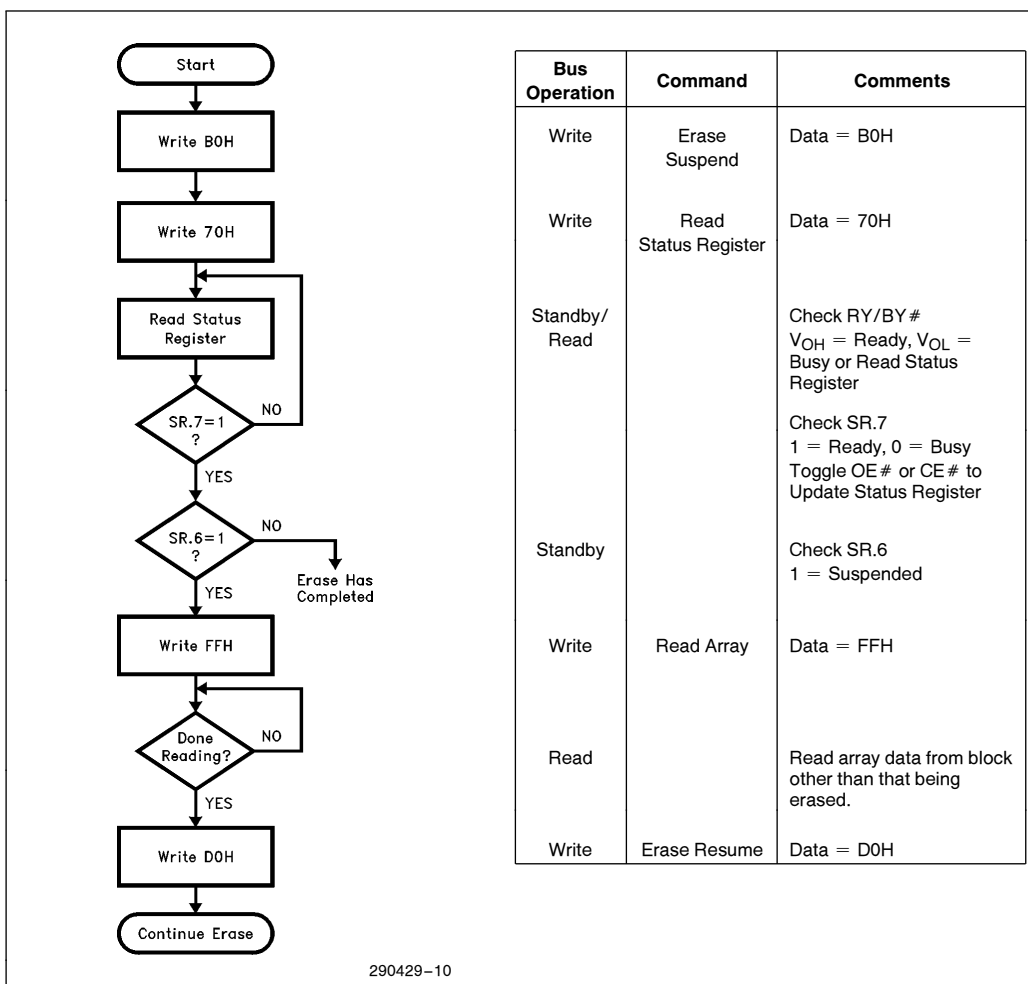 Start
Write B0H
Write 70H
Read Status
Register
SR.7=1
?
NO
YES
SR.6=1
?
NO
Erase Has
Completed
YES
Write FFH
Done
Reading?
NO
YES
Write D0H
Continue Erase
290429–10
Bus
Operation
Command
Comments
Write
Erase
Suspend
Data = B0H
Write
Read
Status Register
Data = 70H
Standby/
Read
Check RY/BY#
VOH = Ready, VOL =
Busy or Read Status
Register
Check SR.7
1 = Ready, 0 = Busy
Toggle OE# or CE# to
Update Status Register
Standby
Check SR.6
1 = Suspended
Write
Read Array
Data = FFH
Read
Read array data from block
other than that being
erased.
Write
Erase Resume
Data = D0H